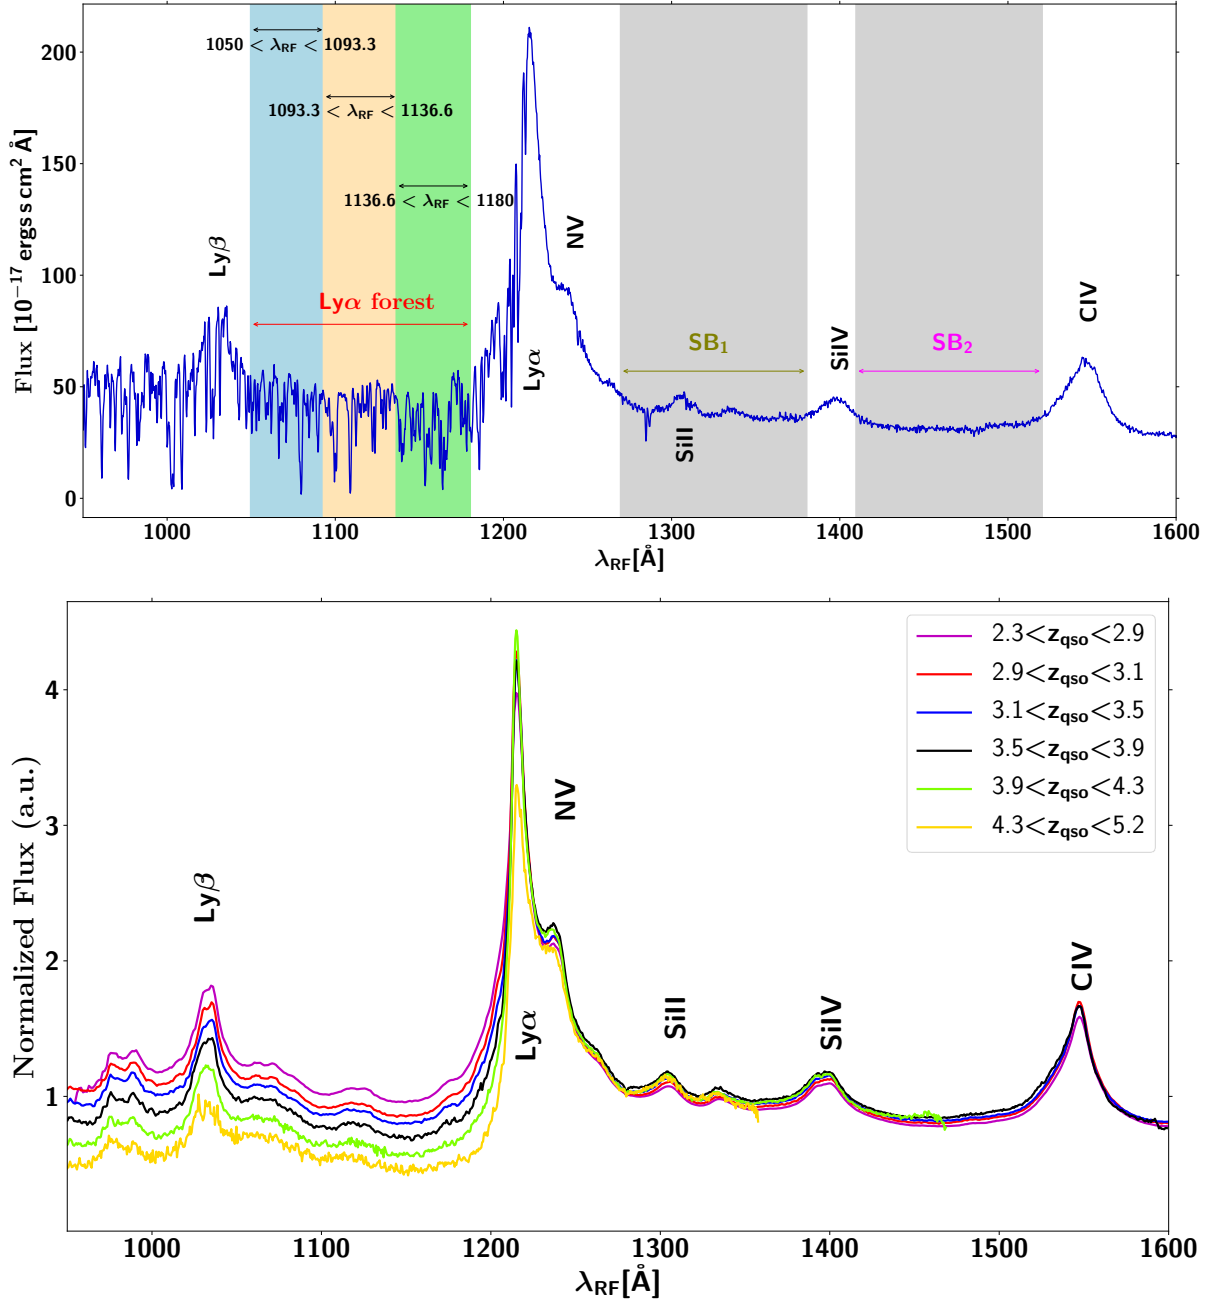 1050 < λRF < 1093.3
1093.3 < λRF < 1136.6
1136.6 < λRF < 1180
Lyβ
Lyα forest
Lyα
NV
SiII
SB1
SiIV
SB2
CIV
Flux [10−17 ergs s cm2 Å]
200
150
100
50
0
1000 1100 1200 1300 1400 1500 1600
λRF[Å]
2.3<zqso<2.9
2.9<zqso<3.1
3.1<zqso<3.5
3.5<zqso<3.9
3.9<zqso<4.3
4.3<zqso<5.2
Lyβ
Lyα
NV
SiII
SiIV
CIV
Normalized Flux (a.u.)
4
3
2
1
1000 1100 1200 1300 1400 1500 1600
λRF[Å]